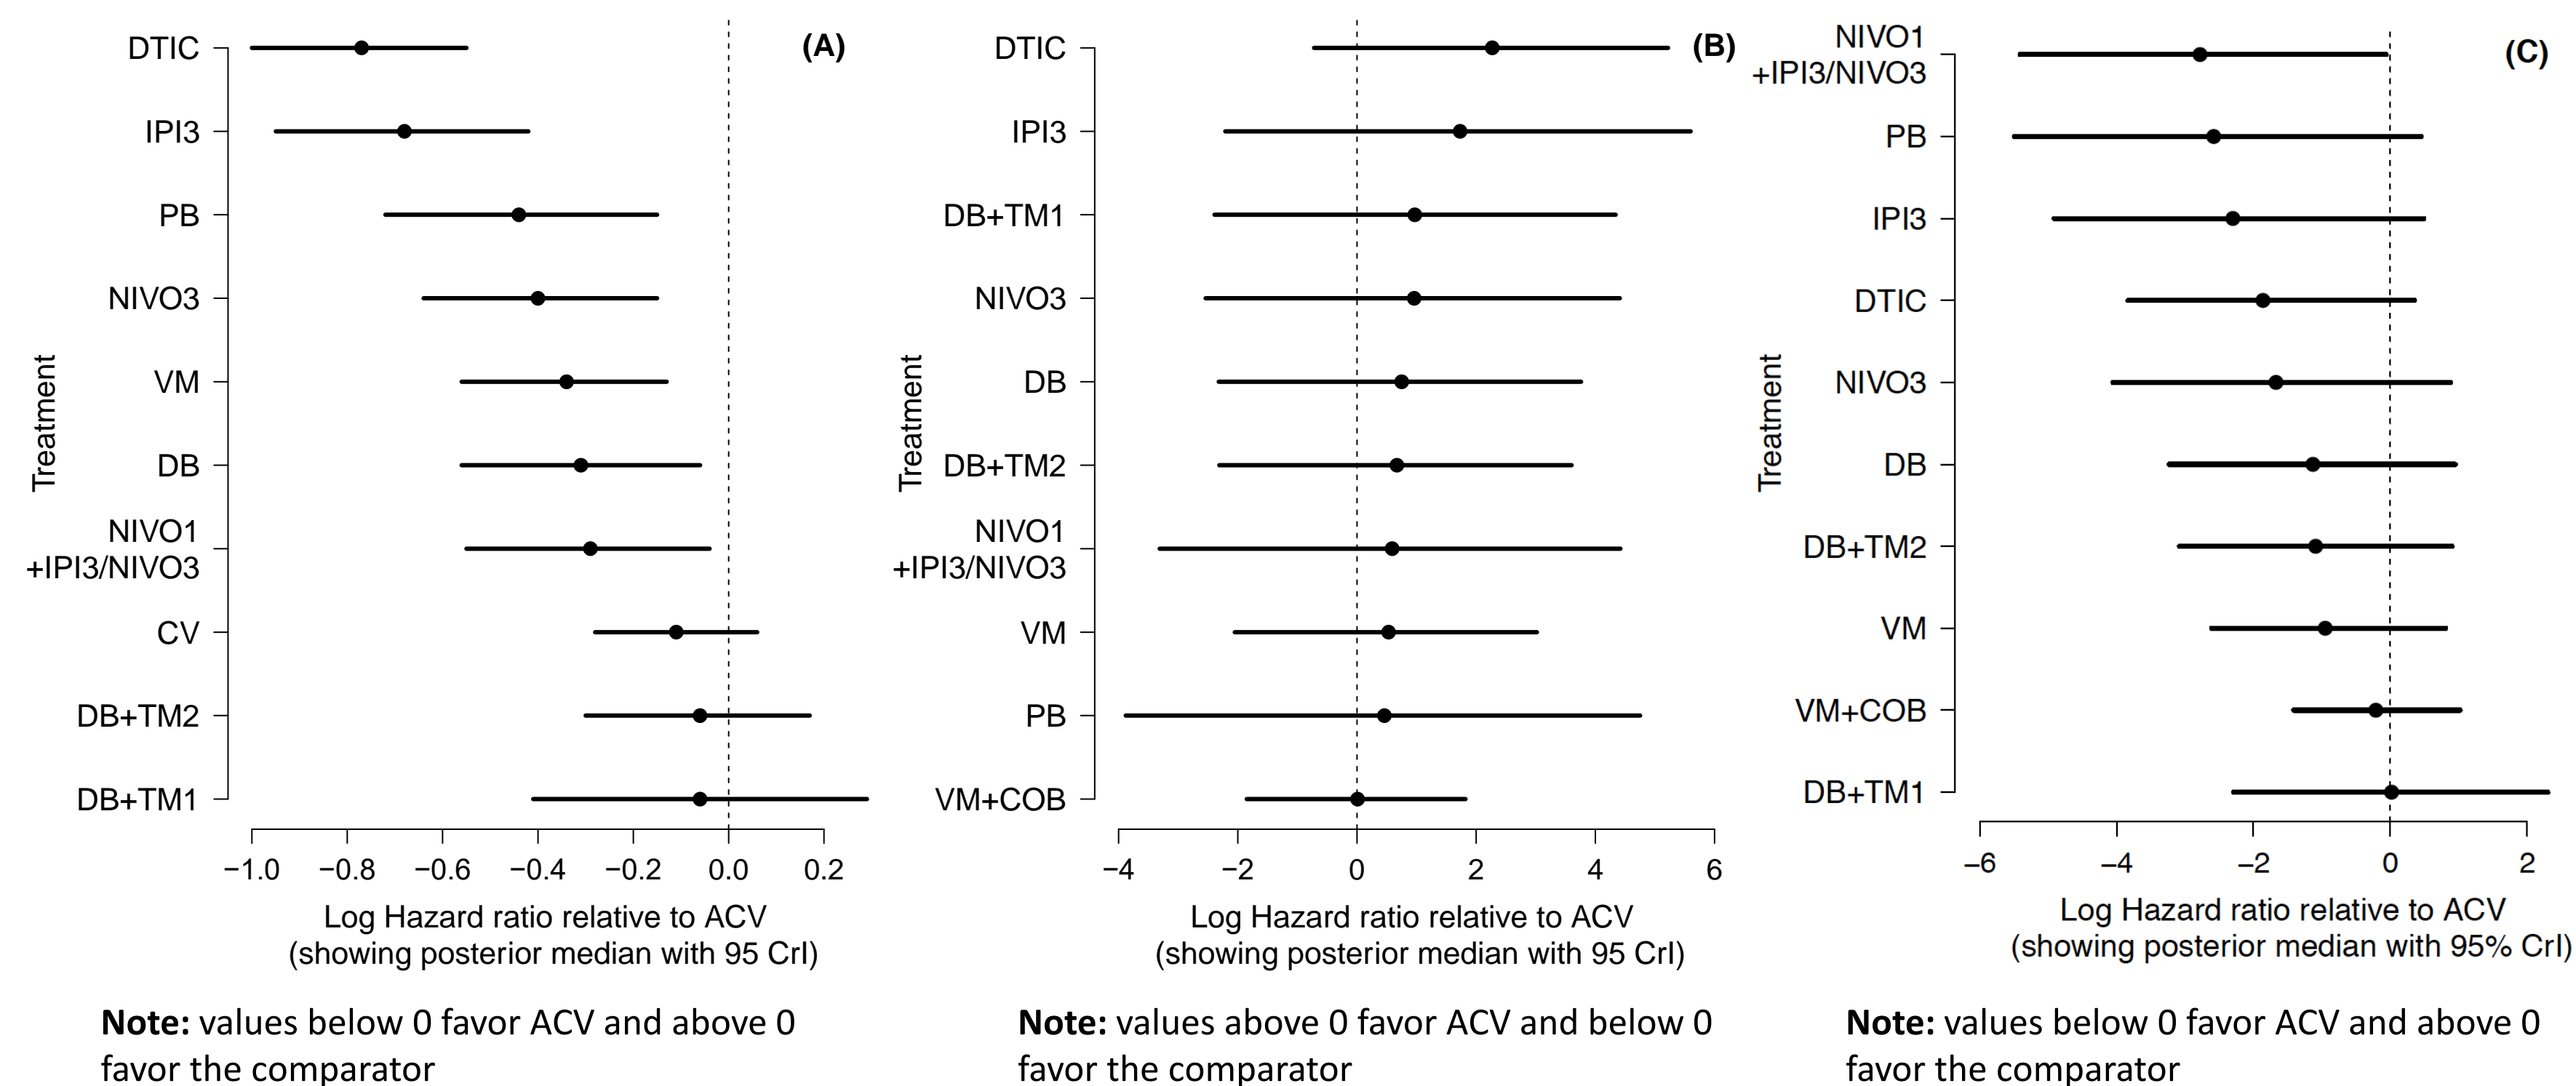 (A)
Treatment
DTIC
IPI3
PB
NIVO3
VM
DB
NIVO1
+IPI3/NIVO3
CV
DB+TM2
DB+TM1
−1.0 −0.8 −0.6 −0.4 −0.2 0.0 0.2
Log Hazard ratio relative to ACV
(showing posterior median with 95 CrI)
Note: values below 0 favor ACV and above 0
favor the comparator
(B)
Treatment
DTIC
IPI3
DB+TM1
NIVO3
DB
DB+TM2
NIVO1
+IPI3/NIVO3
VM
PB
VM+COB
−4 −2 0 2 4 6
Log Hazard ratio relative to ACV
(showing posterior median with 95 CrI)
Note: values above 0 favor ACV and below 0
favor the comparator
(C)
Treatment
NIVO1
+IPI3/NIVO3
PB
IPI3
DTIC
NIVO3
DB
DB+TM2
VM
VM+COB
DB+TM1
−6 −4 −2 0 2
Log Hazard ratio relative to ACV
(showing posterior median with 95% CrI)
Note: values below 0 favor ACV and above 0
favor the comparator